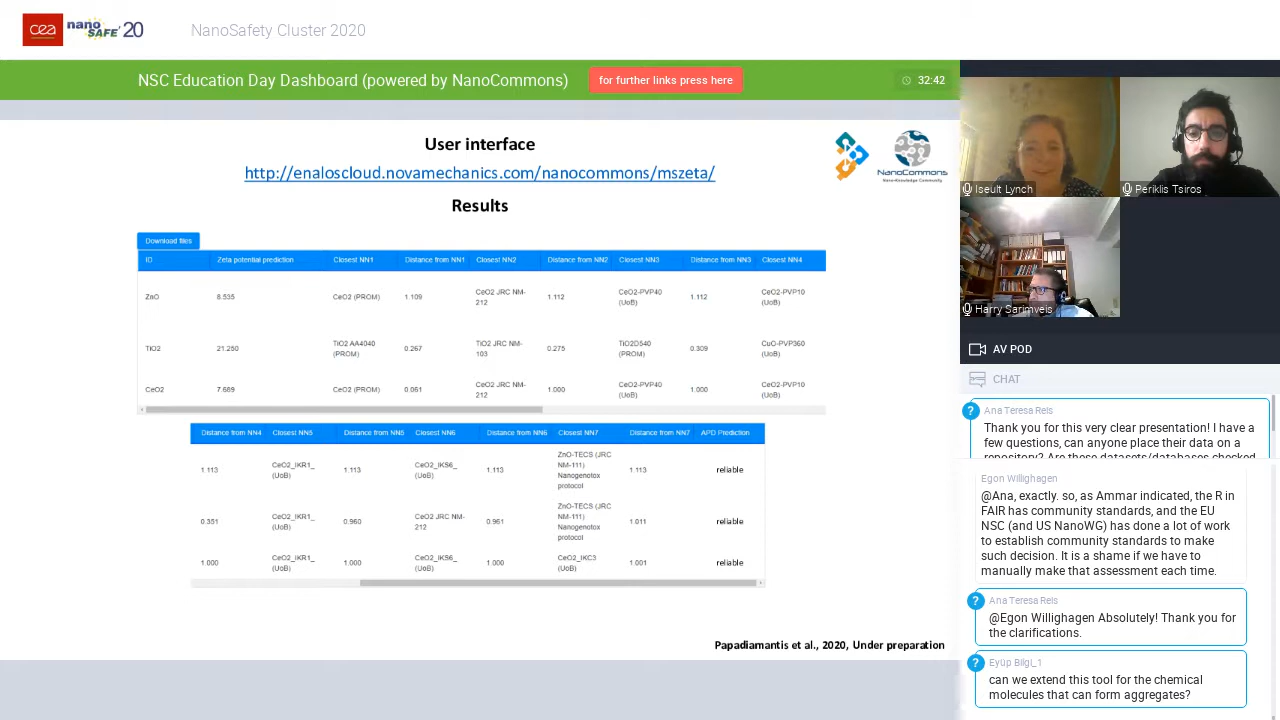 cea nano SAFE' 20
NanoSafety Cluster 2020
NSC Education Day Dashboard (powered by NanoCommons)
for further links press here
32:42
User interface
http://enaloscloud.novamechanics.com/nanocommons/mszeta/
NanoCommons
Nano-Knowledge Community
Results
Download files
ID Zeta potential prediction Closest NN1 Distance from NN1 Closest NN2 Distance from NN2 Closest NN3 Distance from NN3 Closest NN4
ZnO 8.535 CeO2 (PROM) 1.109 CeO2 JRC NM-212 1.112 CeO2-PVP40 (UoB) 1.112 CeO2-PVP10 (UoB)
TiO2 21.250 TiO2 AA4040 (PROM) 0.267 TiO2 JRC NM-103 0.275 TiO2D540 (PROM) 0.309 CuO-PVP360 (UoB)
CeO2 7.689 CeO2 (PROM) 0.061 CeO2 JRC NM-212 1.000 CeO2-PVP40 (UoB) 1.000 CeO2-PVP10 (UoB)
Distance from NN4 Closest NN5 Distance from NN5 Closest NN6 Distance from NN6 Closest NN7 Distance from NN7 APD Prediction
1.113 CeO2_IKR1_ (UoB) 1.113 CeO2_IKS6_ (UoB) 1.113 ZnO-TECS (JRC NM-111) Nanogenotox protocol 1.113 reliable
0.351 CeO2_IKR1_ (UoB) 0.960 CeO2 JRC NM-212 0.961 ZnO-TECS (JRC NM-111) Nanogenotox protocol 1.011 reliable
1.000 CeO2_IKR1_ (UoB) 1.000 CeO2_IKS6_ (UoB) 1.000 CeO2_IKC3 (UoB) 1.001 reliable
Papadiamantis et al., 2020, Under preparation
Iseult Lynch
Periklis Tsiros
Harry Sarimveis
AV POD
CHAT
Ana Teresa Reis
Thank you for this very clear presentation! I have a
few questions, can anyone place their data on a
repository? Are these datasets/databases checked
Egon Willighagen
@Ana, exactly. so, as Ammar indicated, the R in
FAIR has community standards, and the EU
NSC (and US NanoWG) has done a lot of work
to establish community standards to make
such decision. It is a shame if we have to
manually make that assessment each time.
Ana Teresa Reis
@Egon Willighagen Absolutely! Thank you for
the clarifications.
Eyüp Bilgi_1
can we extend this tool for the chemical
molecules that can form aggregates?